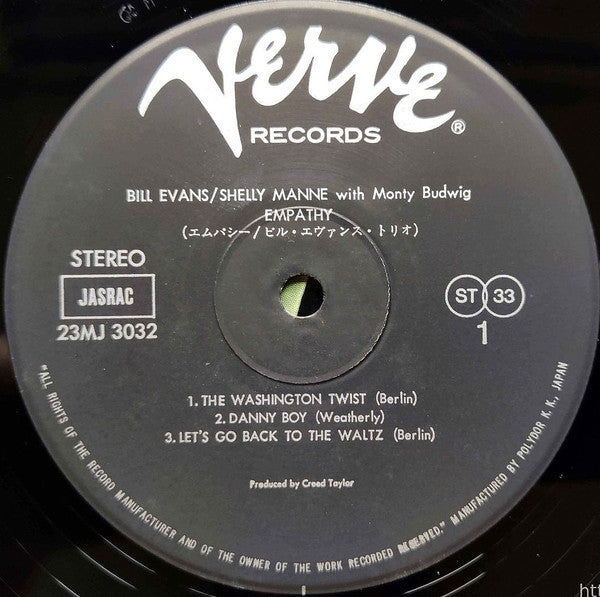 Verve
RECORDS ®
BILL EVANS/SHELLY MANNE with Monty Budwig
EMPATHY
(エムパシー/ビル・エヴァンス・トリオ)
STEREO
JASRAC
23MJ 3032
ST 33
1
1. THE WASHINGTON TWIST (Berlin)
2. DANNY BOY (Weatherly)
3. LET'S GO BACK TO THE WALTZ (Berlin)
Produced by Creed Taylor
"ALL RIGHTS OF THE RECORD MANUFACTURER AND OF THE OWNER OF THE WORK RECORDED RESERVED." MANUFACTURED BY POLYDOR K. K., JAPAN